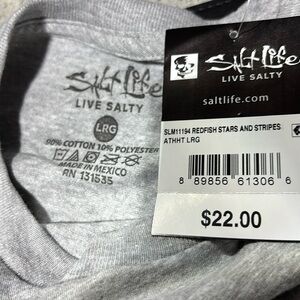 Salt Life
LIVE SALTY
LRG
90% COTTON 10% POLYESTER
MADE IN MEXICO
RN 131535
Salt Life
LIVE SALTY
saltlife.com
SLM11194 REDFISH STARS AND STRIPES
ATHHT LRG
8 89856 61306 6
$22.00